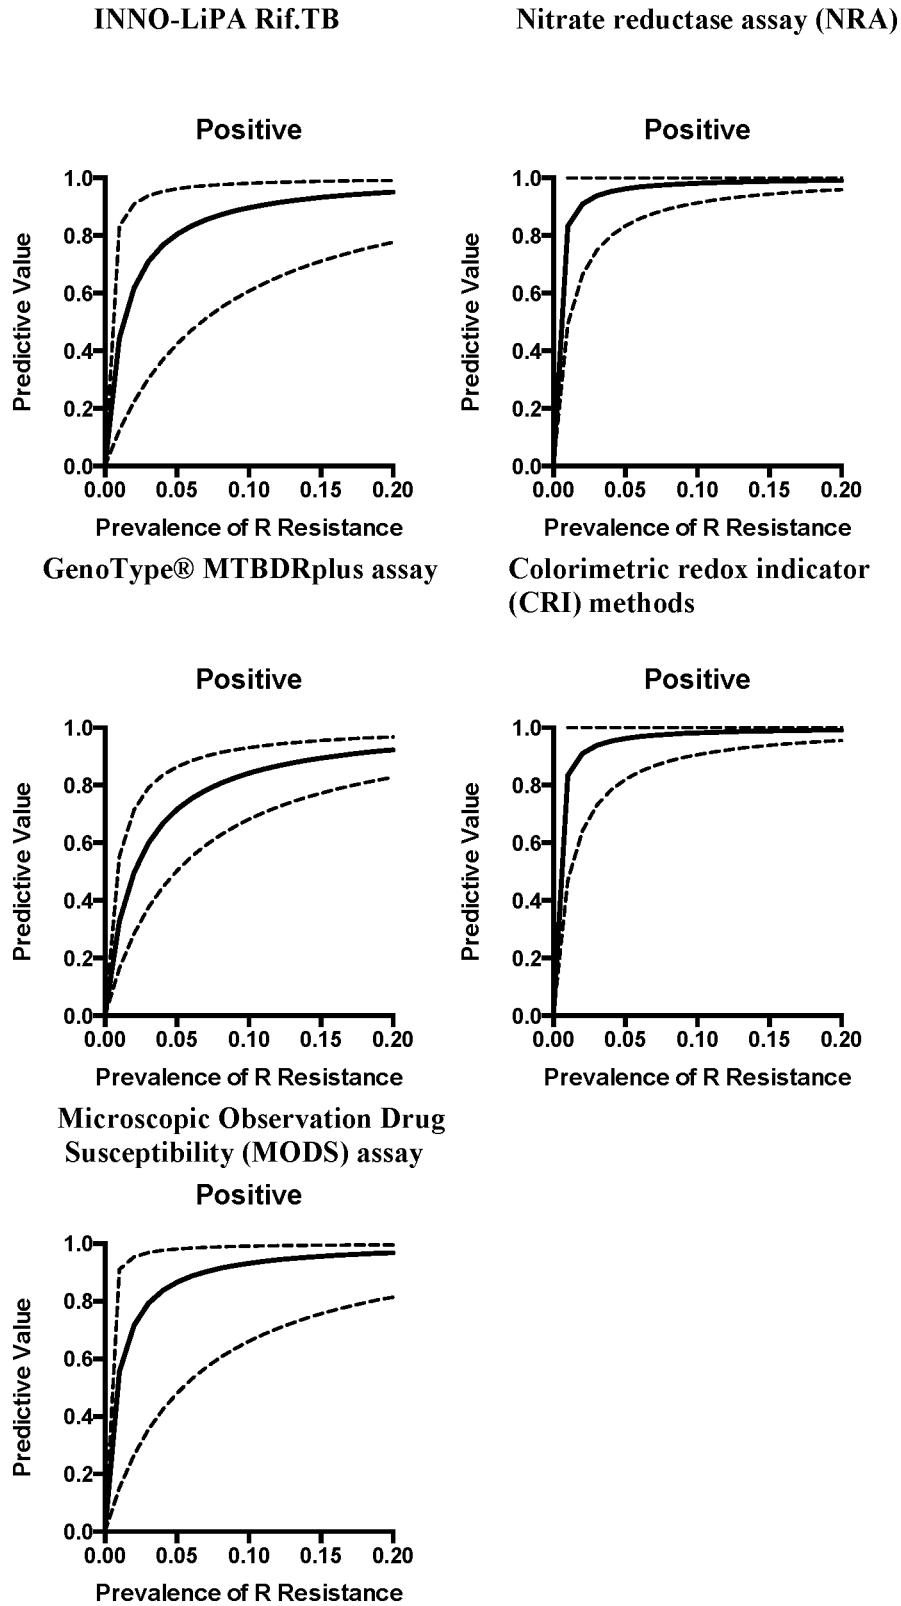 INNO-LiPA Rif.TB
Positive
1.0
0.8
0.6
0.4
0.2
0.0
Predictive Value
0.00 0.05 0.10 0.15 0.20
Prevalence of R Resistance
Nitrate reductase assay (NRA)
Positive
1.0
0.8
0.6
0.4
0.2
0.0
Predictive Value
0.00 0.05 0.10 0.15 0.20
Prevalence of R Resistance
GenoType® MTBDRplus assay
Positive
1.0
0.8
0.6
0.4
0.2
0.0
Predictive Value
0.00 0.05 0.10 0.15 0.20
Prevalence of R Resistance
Colorimetric redox indicator
(CRI) methods
Positive
1.0
0.8
0.6
0.4
0.2
0.0
Predictive Value
0.00 0.05 0.10 0.15 0.20
Prevalence of R Resistance
Microscopic Observation Drug
Susceptibility (MODS) assay
Positive
1.0
0.8
0.6
0.4
0.2
0.0
Predictive Value
0.00 0.05 0.10 0.15 0.20
Prevalence of R Resistance